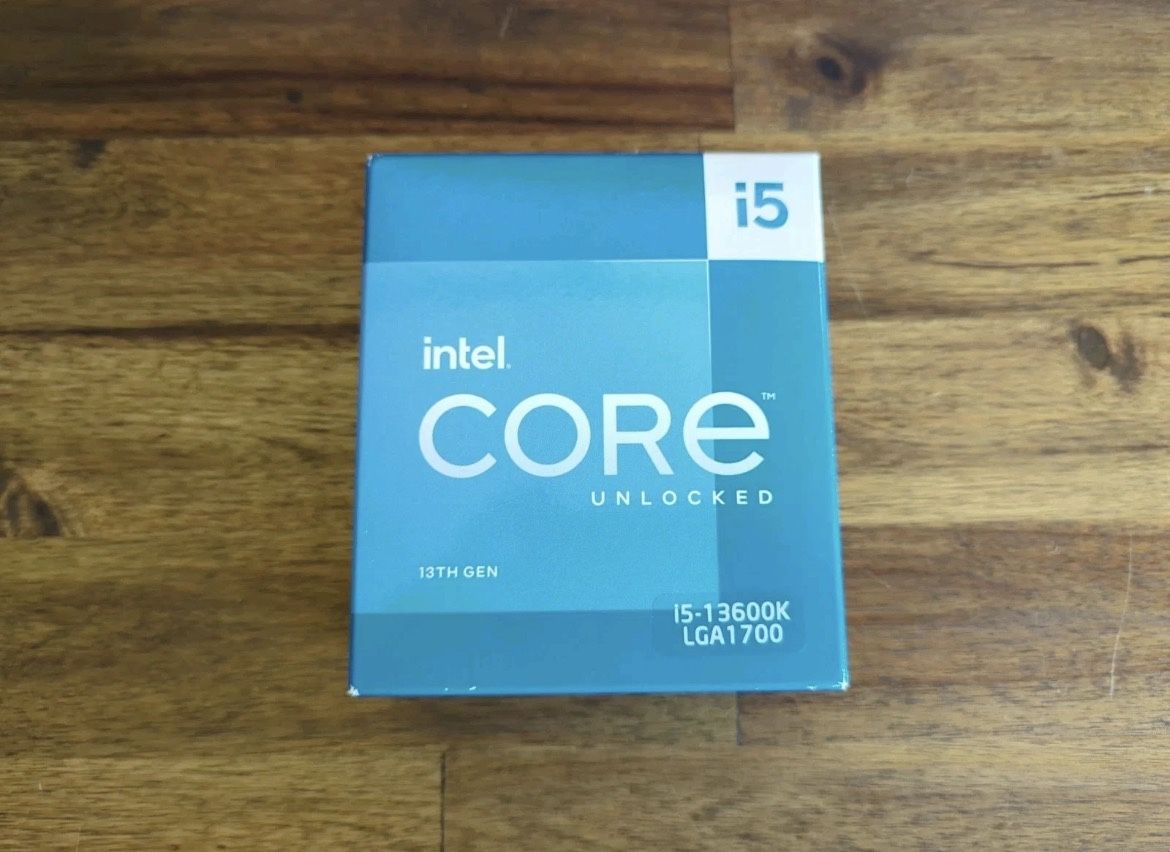 i5
intel.
CORE™
UNLOCKED
13TH GEN
i5-13600K
LGA1700